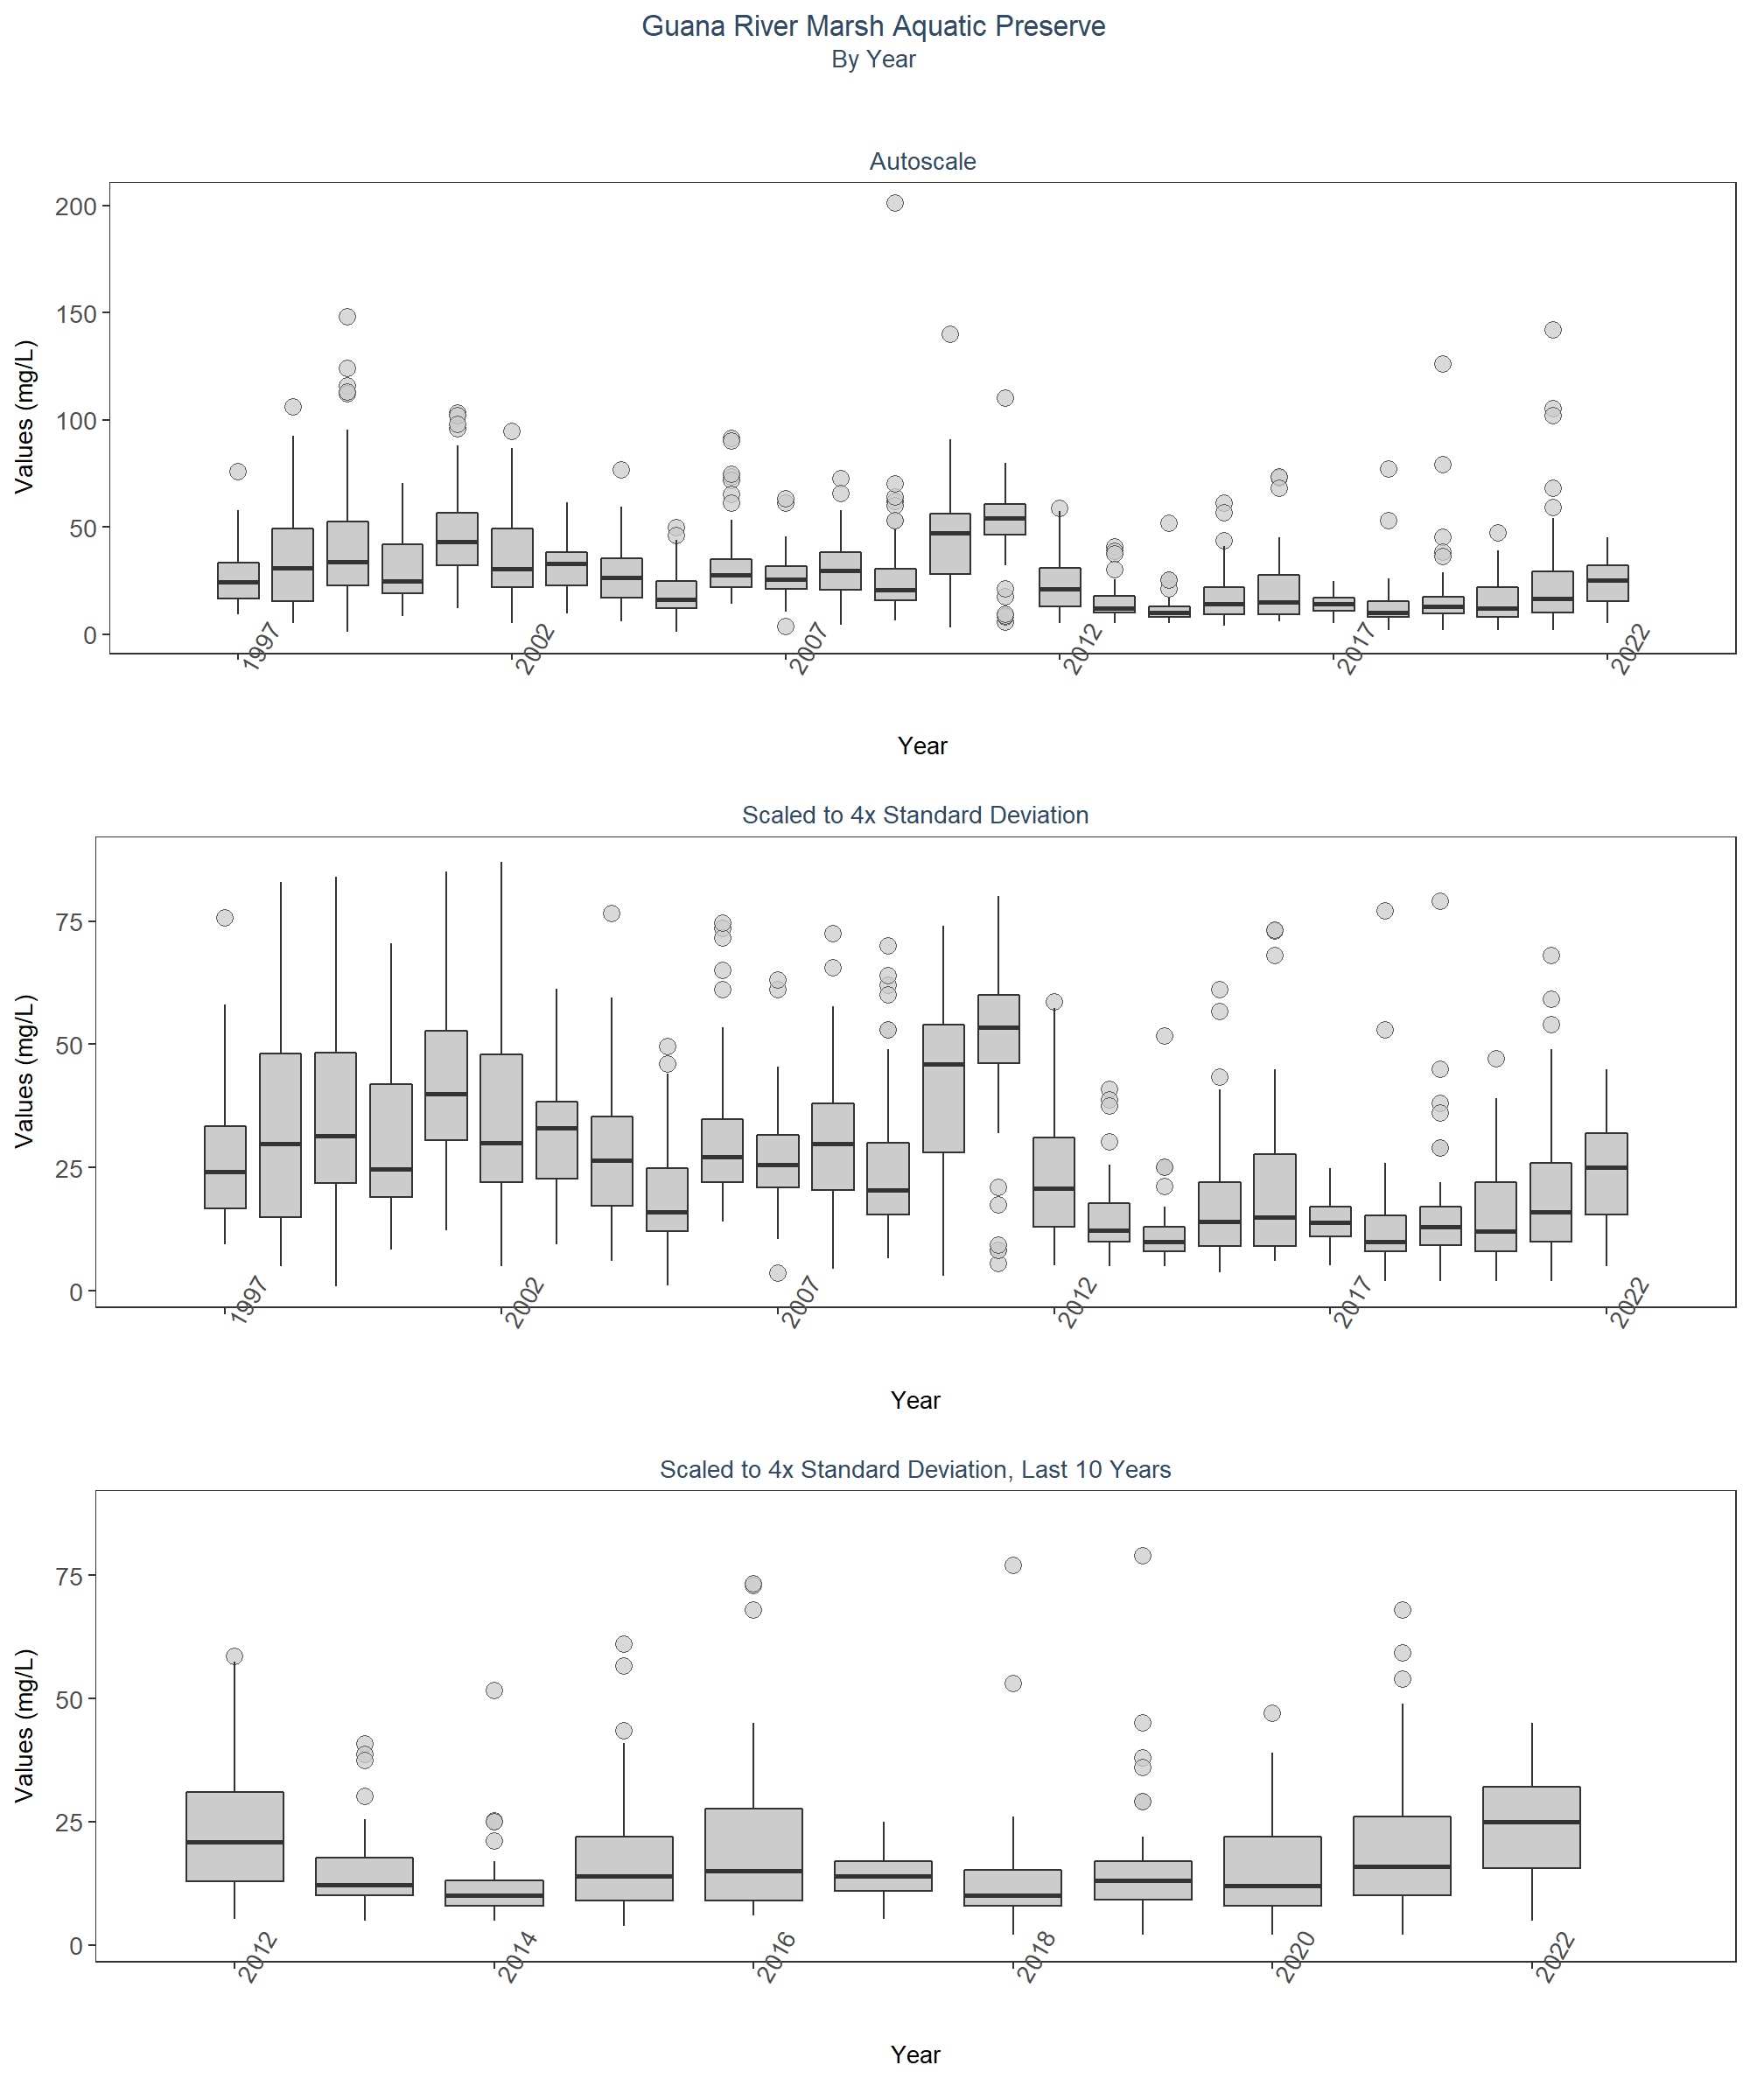 Guana River Marsh Aquatic Preserve
By Year
Autoscale
Values (mg/L)
200
150
100
50
0
1997 2002 2007 2012 2017 2022
Year
Scaled to 4x Standard Deviation
Values (mg/L)
75
50
25
0
1997 2002 2007 2012 2017 2022
Year
Scaled to 4x Standard Deviation, Last 10 Years
Values (mg/L)
75
50
25
0
2012 2014 2016 2018 2020 2022
Year